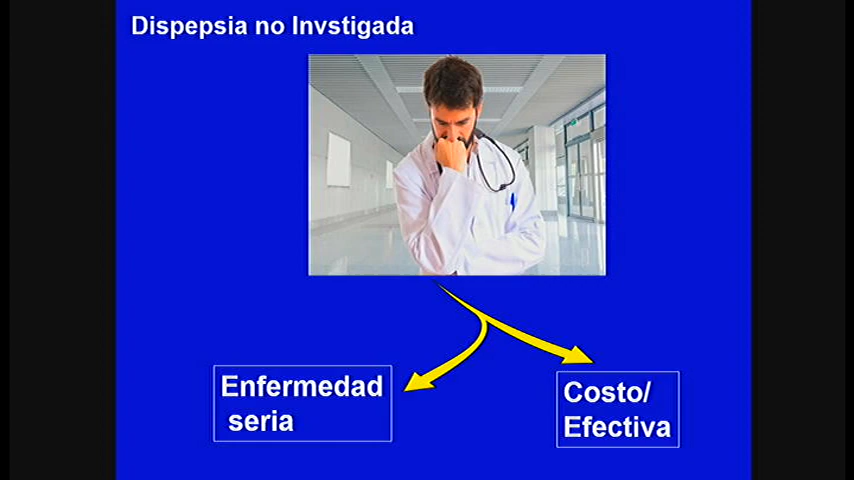 Dispepsia no Invstigada
Enfermedad
seria
Costo/
Efectiva